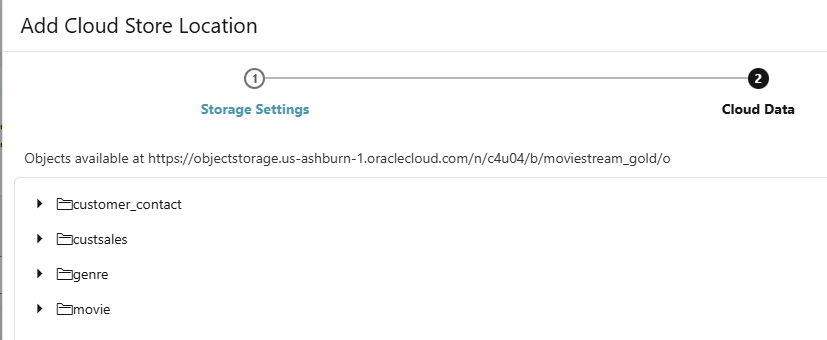 Add Cloud Store Location
1
2
Storage Settings
Cloud Data
Objects available at https://objectstorage.us-ashburn-1.oraclecloud.com/n/c4u04/b/moviestream_gold/o
customer_contact
custsales
genre
movie